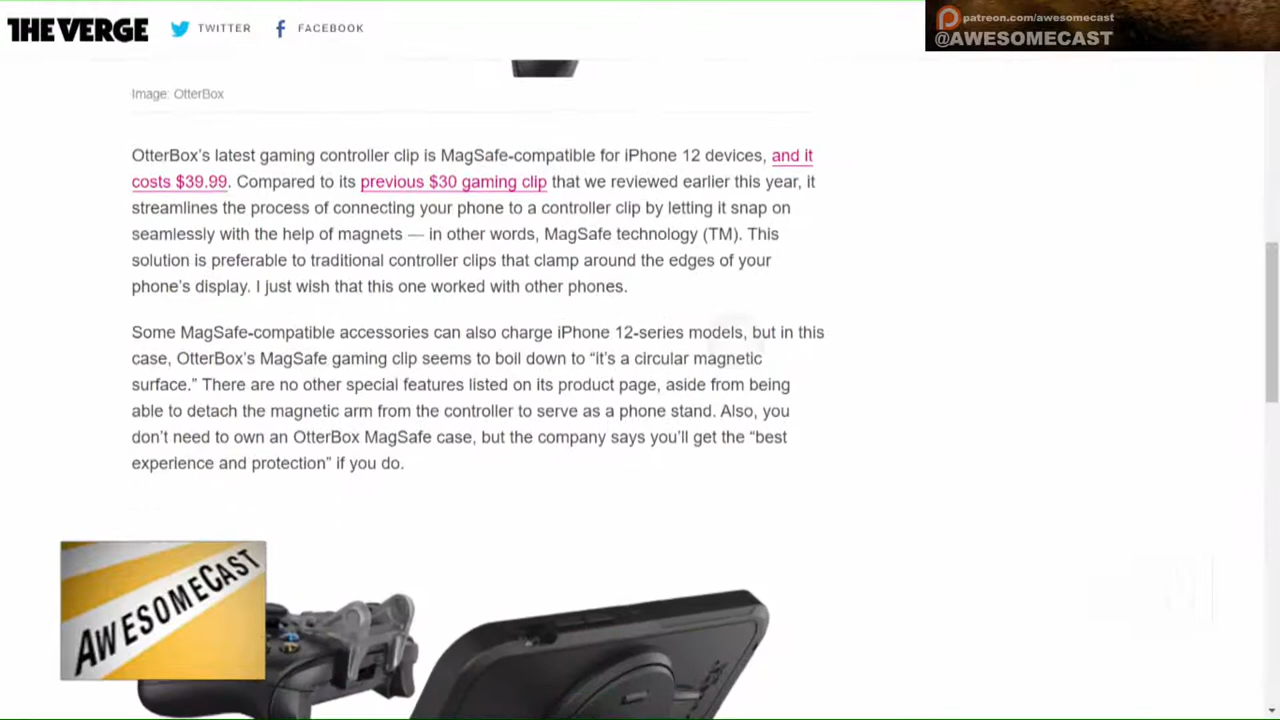 THE VERGE
TWITTER
FACEBOOK
patreon.com/awesomecast
@AWESOMECAST
Image: OtterBox
OtterBox’s latest gaming controller clip is MagSafe-compatible for iPhone 12 devices, and it
costs $39.99. Compared to its previous $30 gaming clip that we reviewed earlier this year, it
streamlines the process of connecting your phone to a controller clip by letting it snap on
seamlessly with the help of magnets — in other words, MagSafe technology (TM). This
solution is preferable to traditional controller clips that clamp around the edges of your
phone’s display. I just wish that this one worked with other phones.
Some MagSafe-compatible accessories can also charge iPhone 12-series models, but in this
case, OtterBox’s MagSafe gaming clip seems to boil down to “it’s a circular magnetic
surface.” There are no other special features listed on its product page, aside from being
able to detach the magnetic arm from the controller to serve as a phone stand. Also, you
don’t need to own an OtterBox MagSafe case, but the company says you’ll get the “best
experience and protection” if you do.
AWESOMECAST